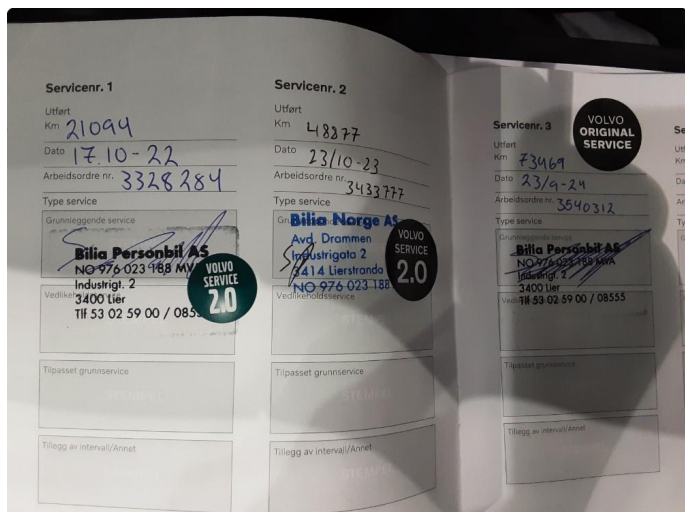 Servicenr. 1
Utført
Km 21094
Dato 17.10-22
Arbeidsordre nr. 3328284
Type service
Grunnleggende service
Bilia Personbil AS
NO 976 023 188 MV
Industrigt. 2
3400 Lier
Tlf 53 02 59 00 / 085
VOLVO
SERVICE
2.0
Tilpasset grunnservice
STEMPEL
Tillegg av intervall/Annet
Servicenr. 2
Utført
Km 48877
Dato 23/10-23
Arbeidsordre nr. 3433777
Type service
Bilia Norge AS
Avd. Drammen
Industrigata 2
3414 Lierstranda
NO 976 023 188
VOLVO
SERVICE
2.0
Vedlikeholdsservice
Tilpasset grunnservice
STEMPEL
Tillegg av intervall/Annet
Servicenr. 3
VOLVO
ORIGINAL
SERVICE
Utført
Km 73469
Dato 23/9-24
Arbeidsordre nr. 3540312
Type service
Grunnleggende service
Bilia Personbil AS
NO 976 023 188 MVA
Industrigt. 2
3400 Lier
Tlf 53 02 59 00 / 08555
Tilpasset grunnservice
Tillegg av intervall/Annet